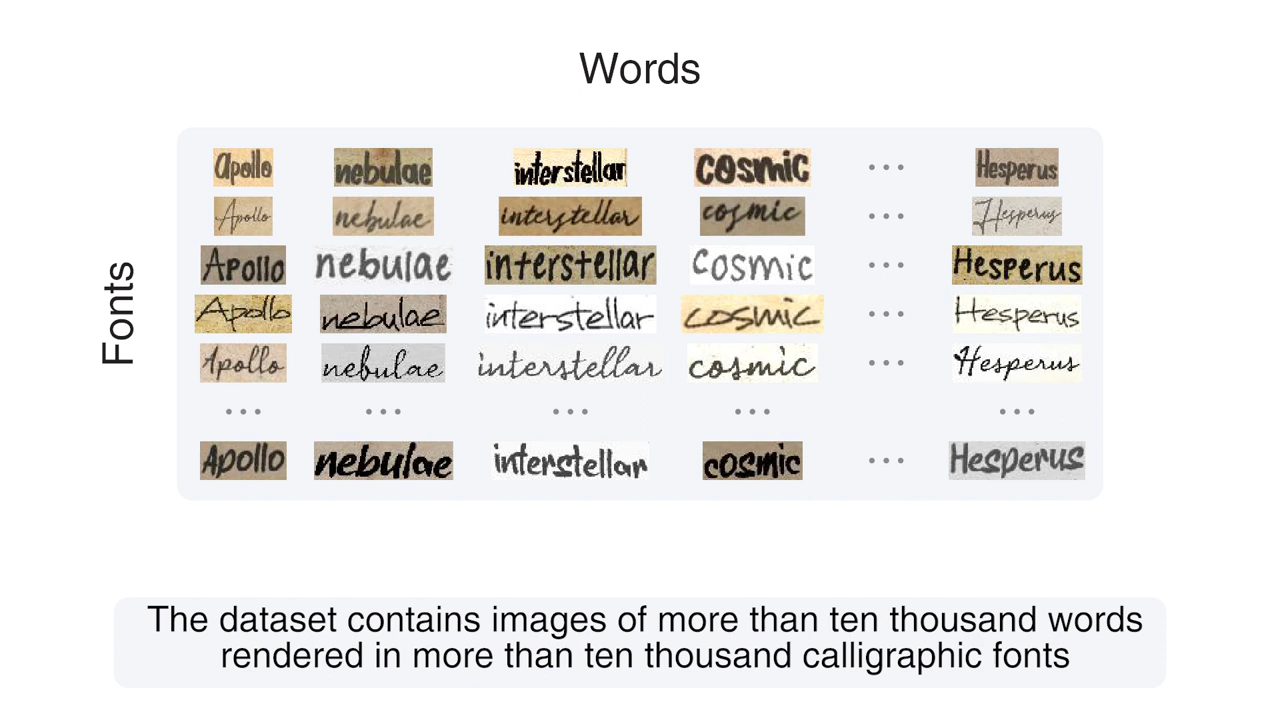 Words
Fonts
Apollo nebulae interstellar cosmic ... Hesperus
Apollo nebulae interstellar cosmic ... Hesperus
Apollo nebulae interstellar cosmic ... Hesperus
Apollo nebulae interstellar cosmic ... Hesperus
Apollo nebulae interstellar cosmic ... Hesperus
... ... ... ... ...
Apollo nebulae interstellar cosmic ... Hesperus
The dataset contains images of more than ten thousand words
rendered in more than ten thousand calligraphic fonts